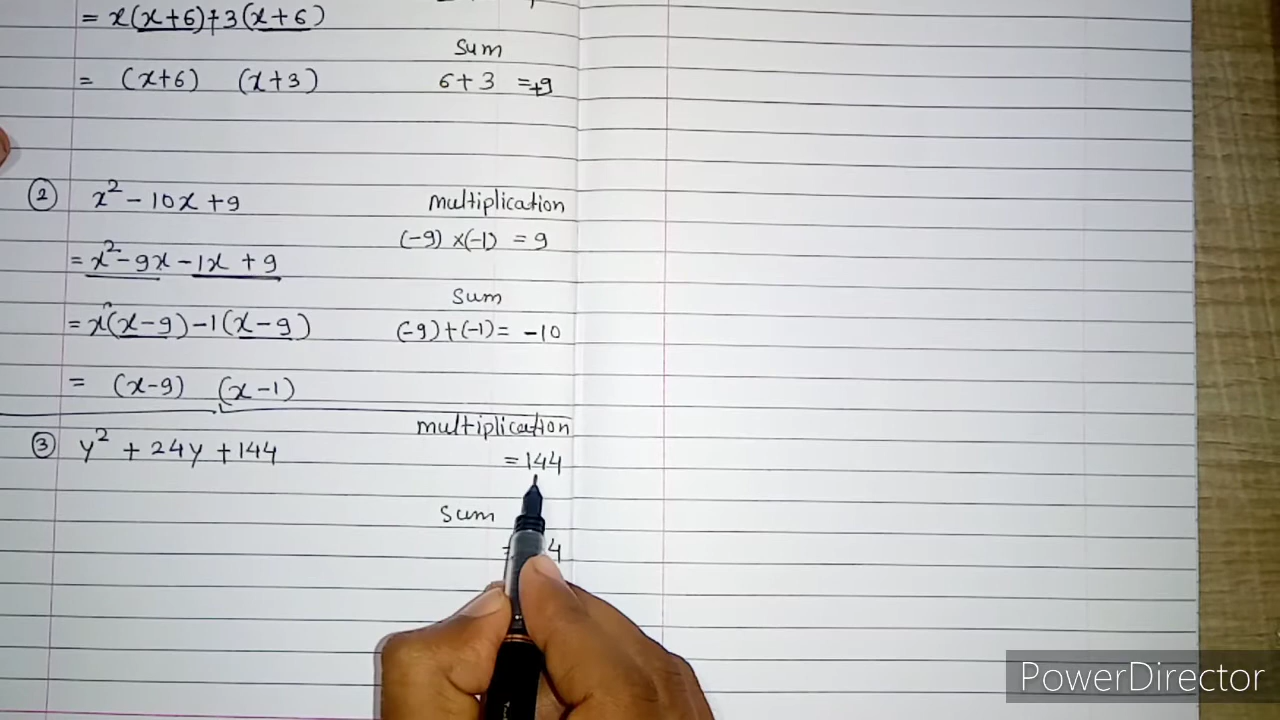 = x(x+6)+3(x+6)
Sum
= (x+6) (x+3) 6+3 =+9
② x² - 10x +9 multiplication
(-9) x(-1) = 9
= x²-9x -1x +9
Sum
= x(x-9)-1(x-9) (-9)+(-1)= -10
= (x-9) (x-1)
multiplication
③ y² + 24y +144 =144
Sum
PowerDirector